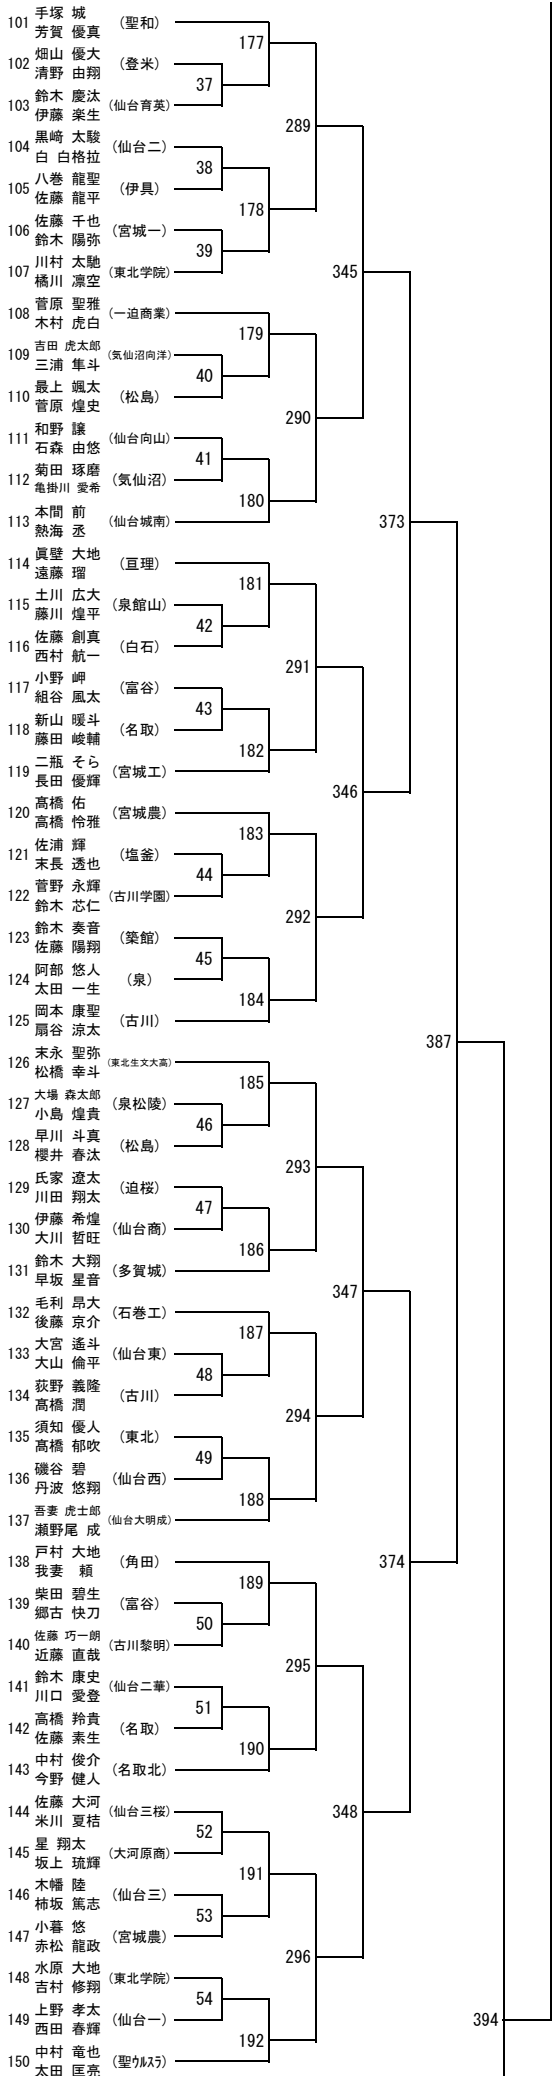 101 手塚 城 (聖和)
芳賀 優真
102 畑山 優大 (登米)
清野 由翔
103 鈴木 慶汰 (仙台育英)
伊藤 楽生
104 黒﨑 太駿 (仙台二)
白 白格拉
105 八巻 龍聖 (伊具)
佐藤 龍平
106 佐藤 千也 (宮城一)
鈴木 陽弥
107 川村 太馳 (東北学院)
橘川 凛空
108 菅原 聖雅 (一迫商業)
木村 虎白
109 吉田 虎太郎 (気仙沼向洋)
三浦 隼斗
110 最上 颯太 (松島)
菅原 煌史
111 和野 譲 (仙台向山)
石森 由悠
112 菊田 琢磨 (気仙沼)
亀掛川 愛希
113 本間 前 (仙台城南)
熱海 丞
114 眞壁 大地 (亘理)
遠藤 瑠
115 土川 広大 (泉館山)
藤川 煌平
116 佐藤 創真 (白石)
西村 航一
117 小野 岬 (富谷)
組谷 風太
118 新山 暖斗 (名取)
藤田 峻輔
119 二瓶 そら (宮城工)
長田 優輝
120 高橋 佑 (宮城農)
高橋 怜雅
121 佐浦 輝 (塩釜)
末長 透也
122 菅野 永輝 (古川学園)
鈴木 芯仁
123 鈴木 奏音 (築館)
佐藤 陽翔
124 阿部 悠人 (泉)
太田 一生
125 岡本 康聖 (古川)
扇谷 涼太
126 末永 聖弥 (東北生文大高)
松橋 幸斗
127 大場 森太郎 (泉松陵)
小島 煌貴
128 早川 斗真 (松島)
櫻井 春汰
129 氏家 遼太 (迫桜)
川田 翔太
130 伊藤 希煌 (仙台商)
大川 哲旺
131 鈴木 大翔 (多賀城)
早坂 星音
132 毛利 昂大 (石巻工)
後藤 京介
133 大宮 遙斗 (仙台東)
大山 倫平
134 荻野 義隆 (古川)
高橋 潤
135 須知 優人 (東北)
高橋 郁吹
136 磯谷 碧 (仙台西)
丹波 悠翔
137 吾妻 虎士郎 (仙台大明成)
瀬野尾 成
138 戸村 大地 (角田)
我妻 頼
139 柴田 碧生 (富谷)
郷古 快刀
140 佐藤 巧一朗 (古川黎明)
近藤 直哉
141 鈴木 康史 (仙台二華)
川口 愛登
142 高橋 羚貴 (名取)
佐藤 素生
143 中村 俊介 (名取北)
今野 健人
144 佐藤 大河 (仙台三桜)
米川 夏桔
145 星 翔太 (大河原商)
坂上 琉輝
146 木幡 陸 (仙台三)
柿坂 篤志
147 小暮 悠 (宮城農)
赤松 龍政
148 水原 大地 (東北学院)
吉村 修翔
149 上野 孝太 (仙台一)
西田 春輝
150 中村 竜也 (聖ウルスラ)
太田 匡亮
37
38
39
40
41
42
43
44
45
46
47
48
49
50
51
52
53
54
177
178
179
180
181
182
183
184
185
186
187
188
189
190
191
192
289
290
291
292
293
294
295
296
345
346
347
348
373
374
387
394